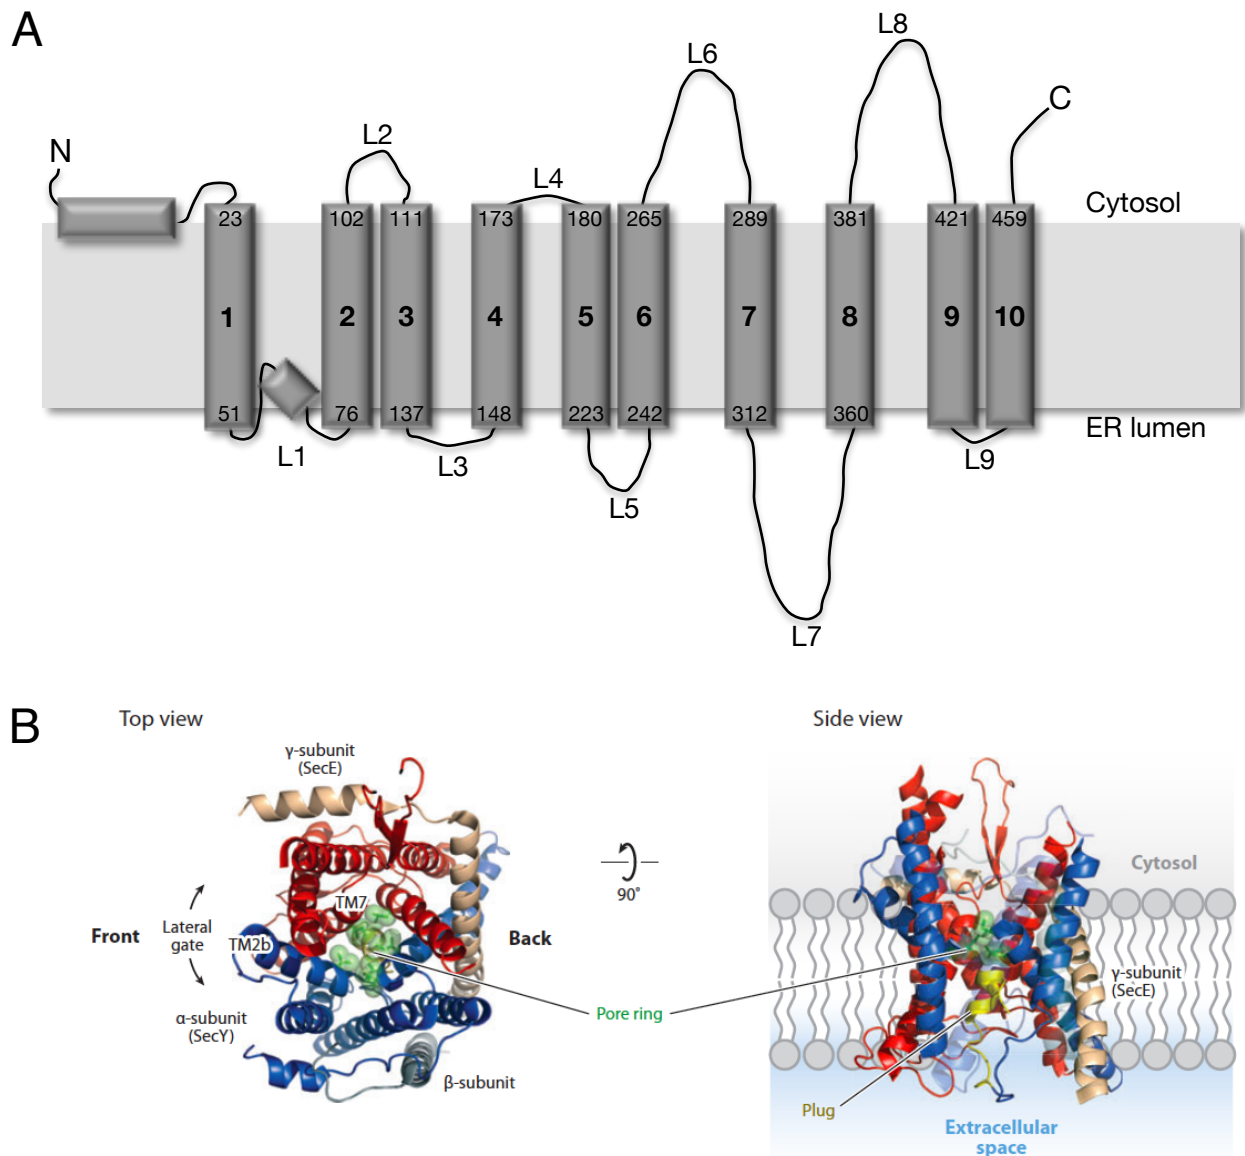 A
N
L2
L4
L6
L8
C
Cytosol
23
102
111
173
180
265
289
381
421
459
1
2
3
4
5
6
7
8
9
10
51
76
137
148
223
242
312
360
ER lumen
L1
L3
L5
L7
L9
B
Top view
γ-subunit
(SecE)
TM7
Front
Lateral
gate
TM2b
Back
α-subunit
(SecY)
β-subunit
90°
Pore ring
Side view
Cytosol
γ-subunit
(SecE)
Plug
Extracellular
space